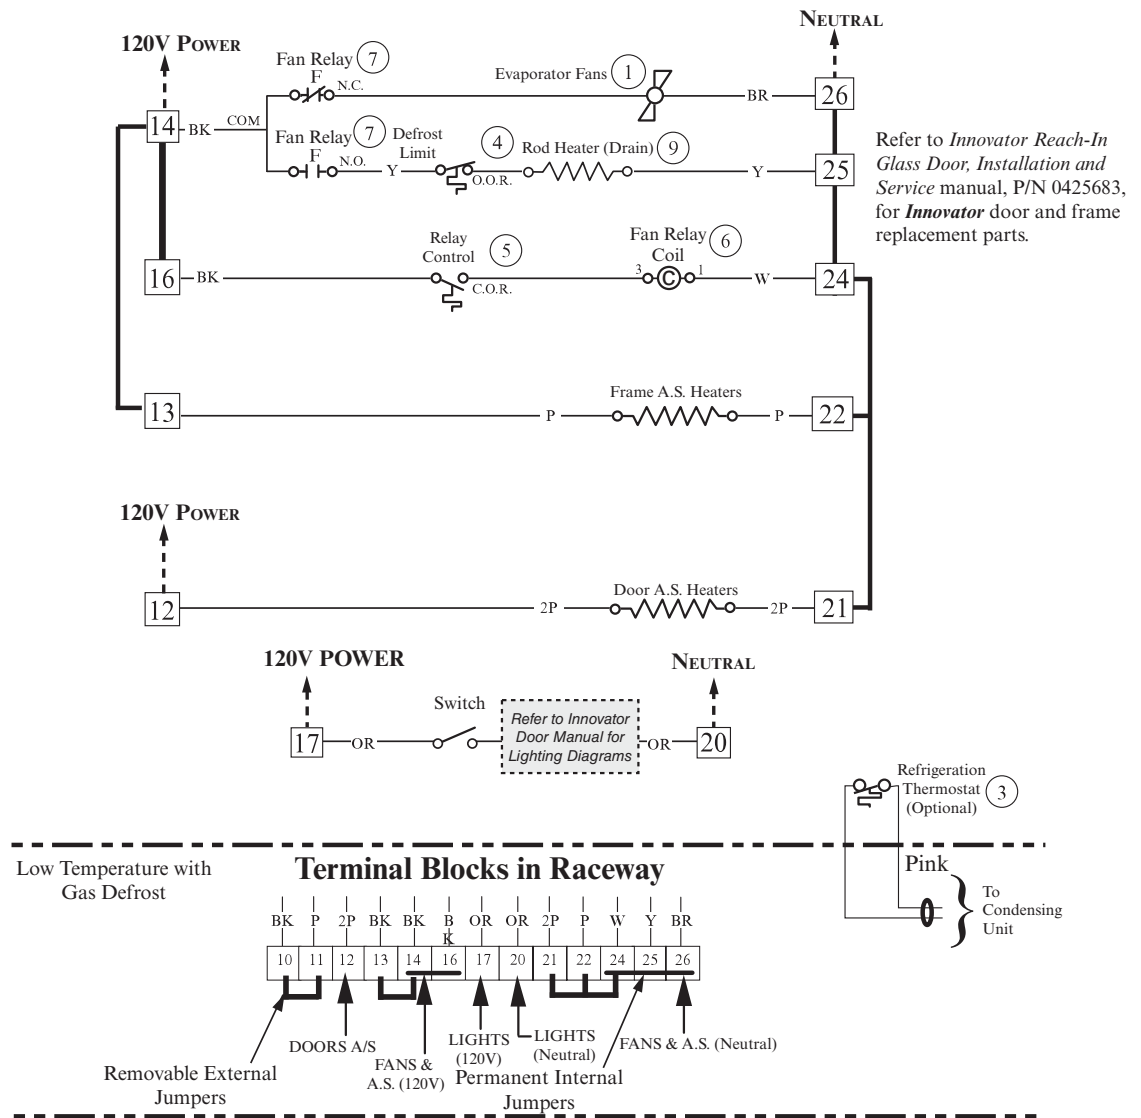 NEUTRAL
120V POWER
Fan Relay 7
F
N.C.
Evaporator Fans 1
14
BK
COM
BR
26
Fan Relay 7
F
N.O.
Y
Defrost
Limit
4
O.O.R.
Rod Heater (Drain) 9
Y
25
Refer to Innovator Reach-In
Glass Door, Installation and
Service manual, P/N 0425683,
for Innovator door and frame
replacement parts.
16
BK
Relay
Control
5
C.O.R.
Fan Relay
Coil
6
3
C
1
W
24
13
P
Frame A.S. Heaters
P
22
120V POWER
12
2P
Door A.S. Heaters
2P
21
120V POWER
NEUTRAL
17
OR
Switch
Refer to Innovator
Door Manual for
Lighting Diagrams
OR
20
Refrigeration
Thermostat
(Optional)
3
Pink
To
Condensing
Unit
Low Temperature with
Gas Defrost
Terminal Blocks in Raceway
BK P 2P BK BK B
K OR OR 2P P W Y BR
10 11 12 13 14 16 17 20 21 22 24 25 26
Removable External
Jumpers
DOORS A/S
FANS &
A.S. (120V)
LIGHTS
(120V)
LIGHTS
(Neutral)
Permanent Internal
Jumpers
FANS & A.S. (Neutral)